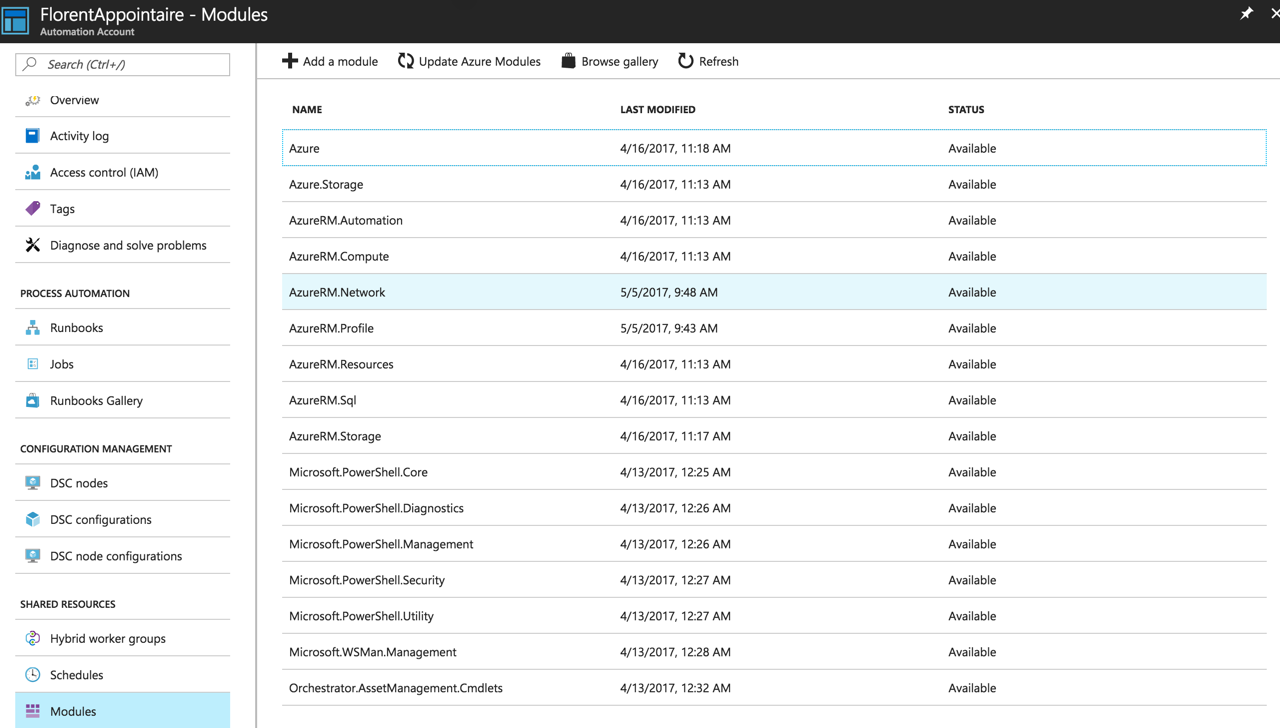 FlorentAppointaire - Modules
Automation Account
Search (Ctrl+/)
Overview
Activity log
Access control (IAM)
Tags
Diagnose and solve problems
PROCESS AUTOMATION
Runbooks
Jobs
Runbooks Gallery
CONFIGURATION MANAGEMENT
DSC nodes
DSC configurations
DSC node configurations
SHARED RESOURCES
Hybrid worker groups
Schedules
Modules
Add a module Update Azure Modules Browse gallery Refresh
NAME LAST MODIFIED STATUS
Azure 4/16/2017, 11:18 AM Available
Azure.Storage 4/16/2017, 11:13 AM Available
AzureRM.Automation 4/16/2017, 11:13 AM Available
AzureRM.Compute 4/16/2017, 11:13 AM Available
AzureRM.Network 5/5/2017, 9:48 AM Available
AzureRM.Profile 5/5/2017, 9:43 AM Available
AzureRM.Resources 4/16/2017, 11:13 AM Available
AzureRM.Sql 4/16/2017, 11:13 AM Available
AzureRM.Storage 4/16/2017, 11:17 AM Available
Microsoft.PowerShell.Core 4/13/2017, 12:25 AM Available
Microsoft.PowerShell.Diagnostics 4/13/2017, 12:26 AM Available
Microsoft.PowerShell.Management 4/13/2017, 12:26 AM Available
Microsoft.PowerShell.Security 4/13/2017, 12:27 AM Available
Microsoft.PowerShell.Utility 4/13/2017, 12:27 AM Available
Microsoft.WSMan.Management 4/13/2017, 12:28 AM Available
Orchestrator.AssetManagement.Cmdlets 4/13/2017, 12:32 AM Available